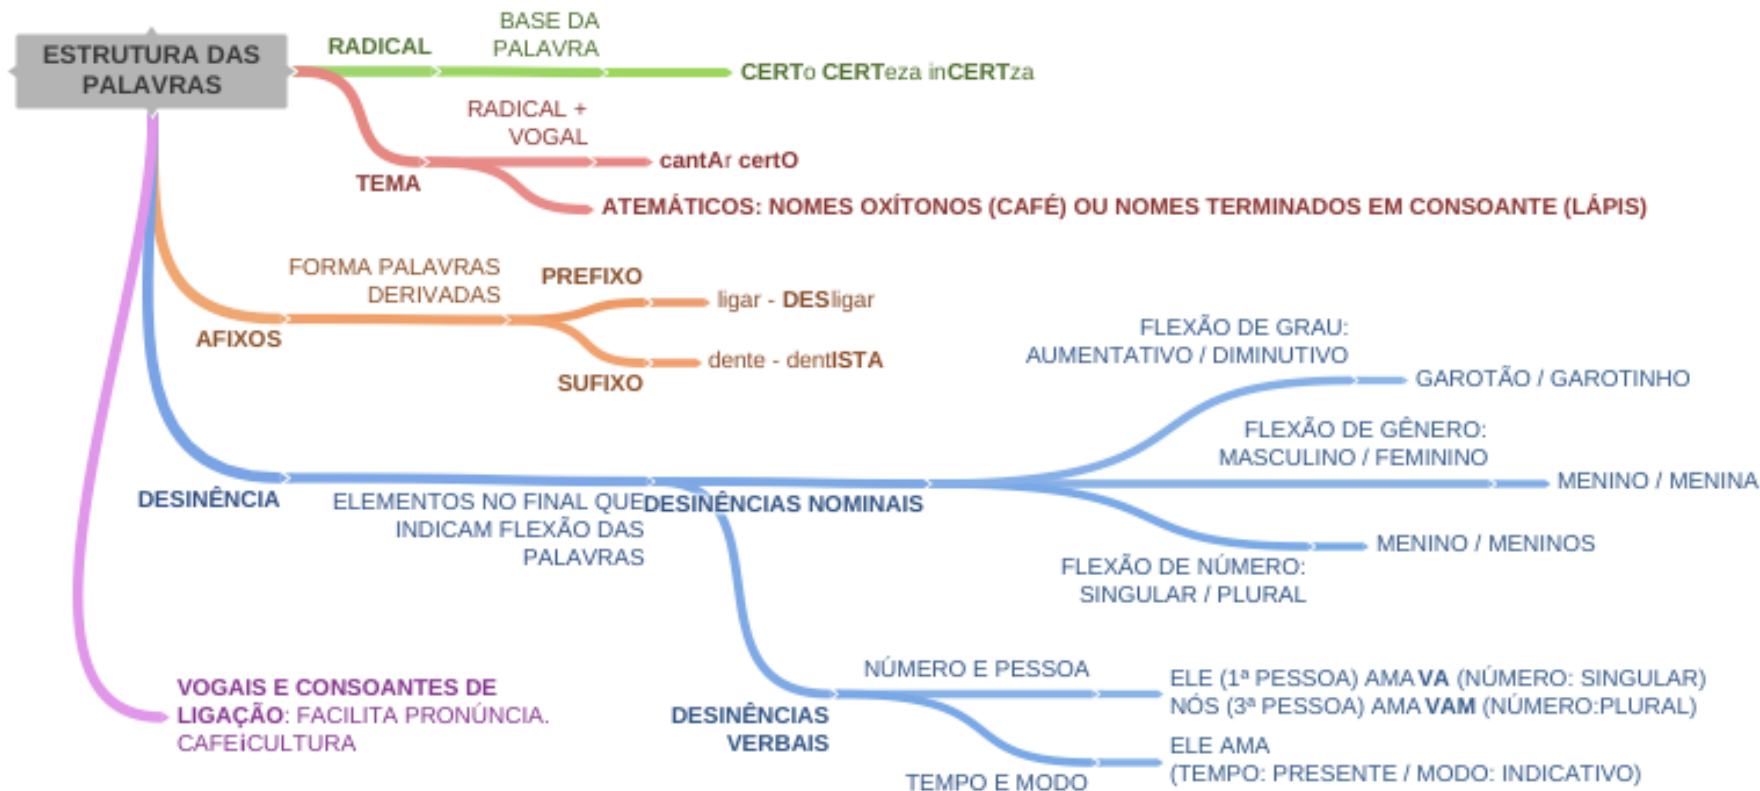 ESTRUTURA DAS
PALAVRAS
RADICAL
BASE DA
PALAVRA
CERTo CERTeza inCERTza
TEMA
RADICAL +
VOGAL
cantAr certO
ATEMÁTICOS: NOMES OXÍTONOS (CAFÉ) OU NOMES TERMINADOS EM CONSOANTE (LÁPIS)
AFIXOS
FORMA PALAVRAS
DERIVADAS
PREFIXO
ligar - DESligar
SUFIXO
dente - dentISTA
DESINÊNCIA
ELEMENTOS NO FINAL QUE
INDICAM FLEXÃO DAS
PALAVRAS
DESINÊNCIAS NOMINAIS
FLEXÃO DE GRAU:
AUMENTATIVO / DIMINUTIVO
GAROTÃO / GAROTINHO
FLEXÃO DE GÊNERO:
MASCULINO / FEMININO
MENINO / MENINA
FLEXÃO DE NÚMERO:
SINGULAR / PLURAL
MENINO / MENINOS
DESINÊNCIAS
VERBAIS
NÚMERO E PESSOA
ELE (1ª PESSOA) AMAVA (NÚMERO: SINGULAR)
NÓS (3ª PESSOA) AMAVAM (NÚMERO:PLURAL)
TEMPO E MODO
ELE AMA
(TEMPO: PRESENTE / MODO: INDICATIVO)
VOGAIS E CONSOANTES DE
LIGAÇÃO: FACILITA PRONÚNCIA.
CAFEiCULTURA